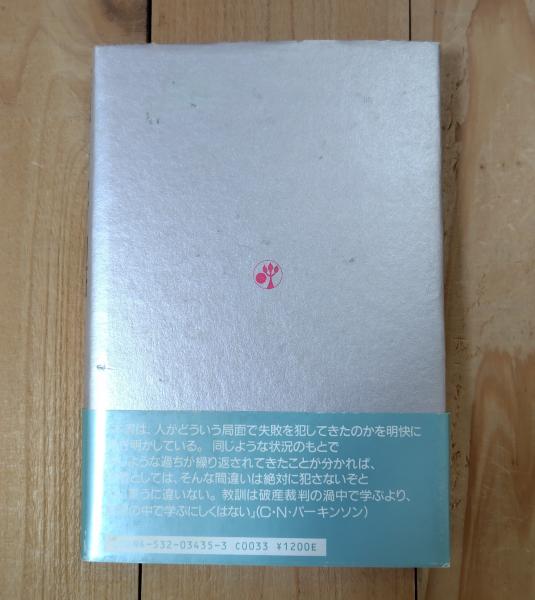 は、人がどういう局面で失敗を犯してきたのかを明快に
明かしている。同じような状況のもとで
ような過ちが繰り返されてきたことが分かれば、
としては、そんな間違いは絶対に犯さないぞと
うに違いない。教訓は破産裁判の渦中で学ぶより、
の中で学ぶにしくはない」(C・N・パーキンソン)
532-03435-3 C0033 ¥1200E